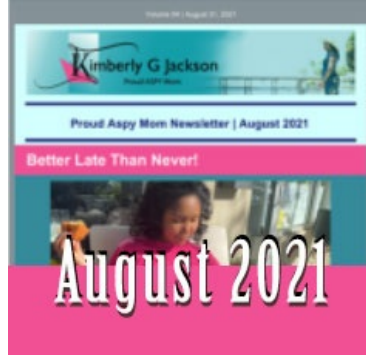 Volume 04 | August 31, 2021
Kimberly G Jackson
Proud ASPY Mom
Proud Aspy Mom Newsletter | August 2021
Better Late Than Never!
August 2021